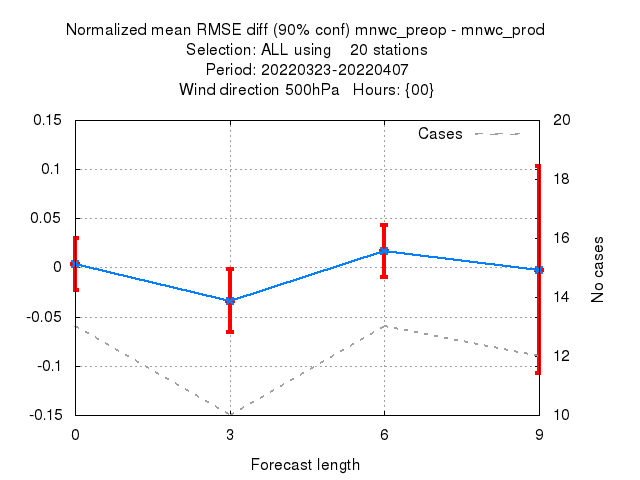 Normalized mean RMSE diff (90% conf) mnwc_preop - mnwc_prod
Selection: ALL using    20 stations
Period: 20220323-20220407
Wind direction 500hPa   Hours: {00}
Cases
0.15
0.1
0.05
0
-0.05
-0.1
-0.15
20
18
16
14
12
10
No cases
0
3
6
9
Forecast length